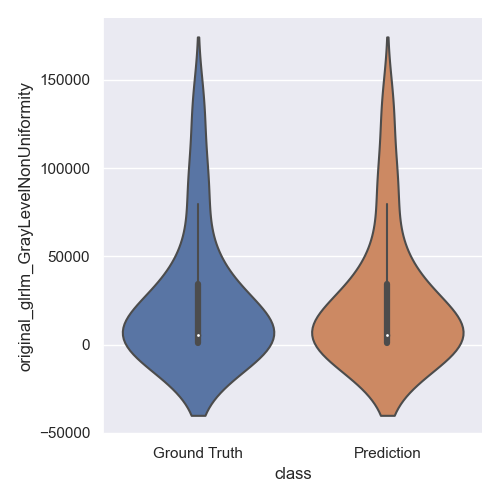 original_glrlm_GrayLevelNonUniformity
150000
100000
50000
0
−50000
Ground Truth
Prediction
class